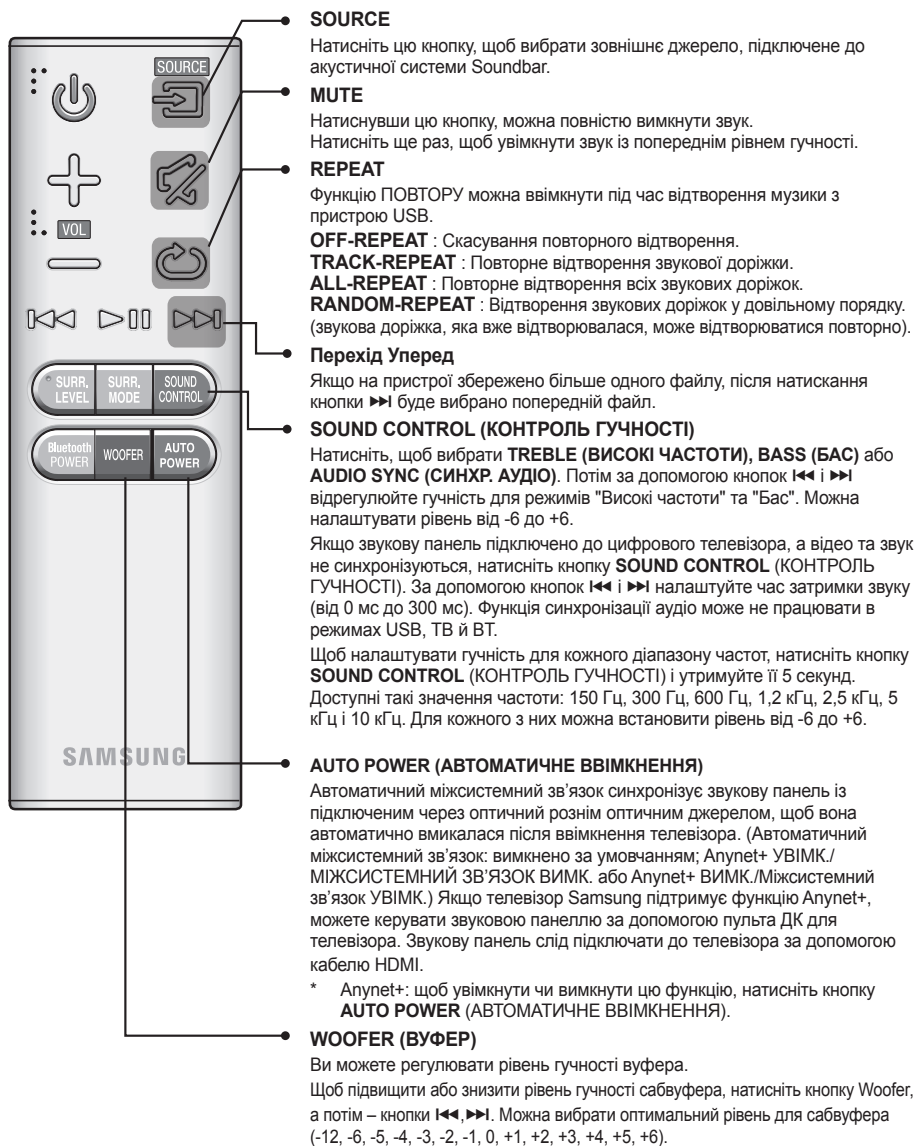 SOURCE
VOL
SURR. LEVEL
SURR. MODE
SOUND CONTROL
Bluetooth POWER
WOOFER
AUTO POWER
SAMSUNG
SOURCE
Натисніть цю кнопку, щоб вибрати зовнішнє джерело, підключене до
акустичної системи Soundbar.
MUTE
Натиснувши цю кнопку, можна повністю вимкнути звук.
Натисніть ще раз, щоб увімкнути звук із попереднім рівнем гучності.
REPEAT
Функцію ПОВТОРУ можна ввімкнути під час відтворення музики з
пристрою USB.
OFF-REPEAT : Скасування повторного відтворення.
TRACK-REPEAT : Повторне відтворення звукової доріжки.
ALL-REPEAT : Повторне відтворення всіх звукових доріжок.
RANDOM-REPEAT : Відтворення звукових доріжок у довільному порядку.
(звукова доріжка, яка вже відтворювалася, може відтворюватися повторно).
Перехід Уперед
Якщо на пристрої збережено більше одного файлу, після натискання
кнопки ▶▶| буде вибрано попередній файл.
SOUND CONTROL (КОНТРОЛЬ ГУЧНОСТІ)
Натисніть, щоб вибрати TREBLE (ВИСОКІ ЧАСТОТИ), BASS (БАС) або
AUDIO SYNC (СИНХР. АУДІО). Потім за допомогою кнопок |◀◀ і ▶▶|
відрегулюйте гучність для режимів "Високі частоти" та "Бас". Можна
налаштувати рівень від -6 до +6.
Якщо звукову панель підключено до цифрового телевізора, а відео та звук
не синхронізуються, натисніть кнопку SOUND CONTROL (КОНТРОЛЬ
ГУЧНОСТІ). За допомогою кнопок |◀◀ і ▶▶| налаштуйте час затримки звуку
(від 0 мс до 300 мс). Функція синхронізації аудіо може не працювати в
режимах USB, ТВ й BT.
Щоб налаштувати гучність для кожного діапазону частот, натисніть кнопку
SOUND CONTROL (КОНТРОЛЬ ГУЧНОСТІ) і утримуйте її 5 секунд.
Доступні такі значення частоти: 150 Гц, 300 Гц, 600 Гц, 1,2 кГц, 2,5 кГц, 5
кГц і 10 кГц. Для кожного з них можна встановити рівень від -6 до +6.
AUTO POWER (АВТОМАТИЧНЕ ВВІМКНЕННЯ)
Автоматичний міжсистемний зв’язок синхронізує звукову панель із
підключеним через оптичний рознім оптичним джерелом, щоб вона
автоматично вмикалася після ввімкнення телевізора. (Автоматичний
міжсистемний зв’язок: вимкнено за умовчанням; Anynet+ УВІМК./
МІЖСИСТЕМНИЙ ЗВ’ЯЗОК ВИМК. або Anynet+ ВИМК./Міжсистемний
зв’язок УВІМК.) Якщо телевізор Samsung підтримує функцію Anynet+,
можете керувати звуковою панеллю за допомогою пульта ДК для
телевізора. Звукову панель слід підключати до телевізора за допомогою
кабелю HDMI.
* Anynet+: щоб увімкнути чи вимкнути цю функцію, натисніть кнопку
AUTO POWER (АВТОМАТИЧНЕ ВВІМКНЕННЯ).
WOOFER (ВУФЕР)
Ви можете регулювати рівень гучності вуфера.
Щоб підвищити або знизити рівень гучності сабвуфера, натисніть кнопку Woofer,
а потім – кнопки |◀◀,▶▶|. Можна вибрати оптимальний рівень для сабвуфера
(-12, -6, -5, -4, -3, -2, -1, 0, +1, +2, +3, +4, +5, +6).